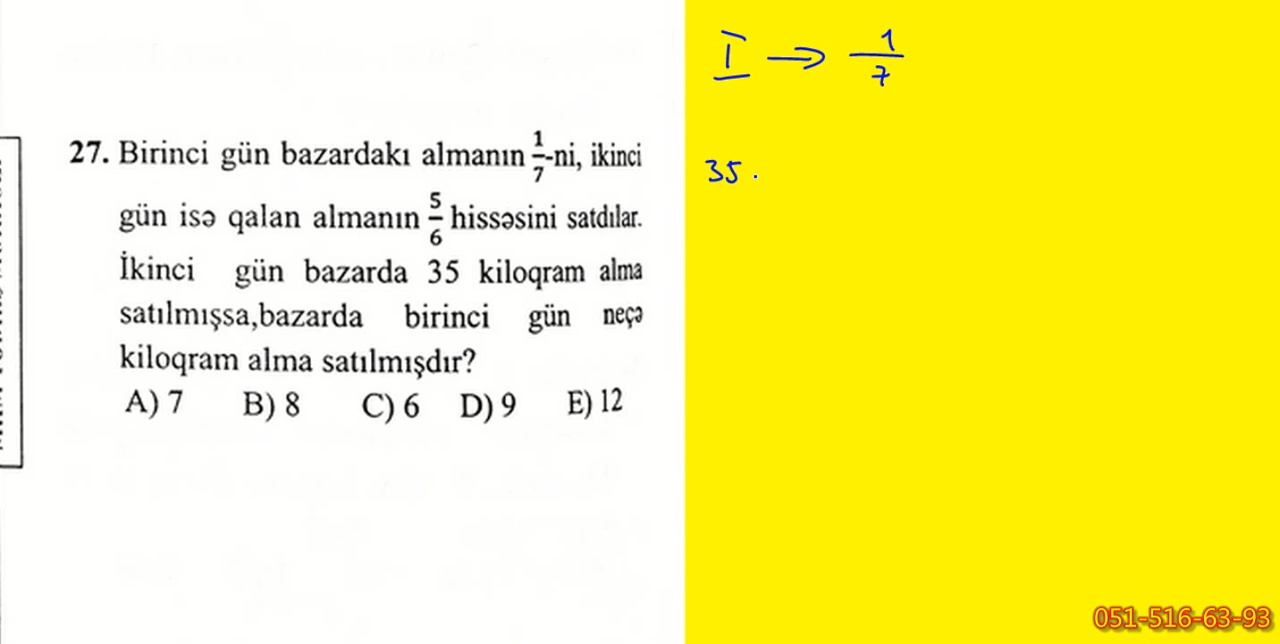 27. Birinci gün bazardakı almanın 1/7-ni, ikinci
gün isə qalan almanın 5/6 hissəsini satdılar.
İkinci gün bazarda 35 kiloqram alma
satılmışsa,bazarda birinci gün neçə
kiloqram alma satılmışdır?
A) 7 B) 8 C) 6 D) 9 E) 12
I → 1/7
35 .
051-516-63-93